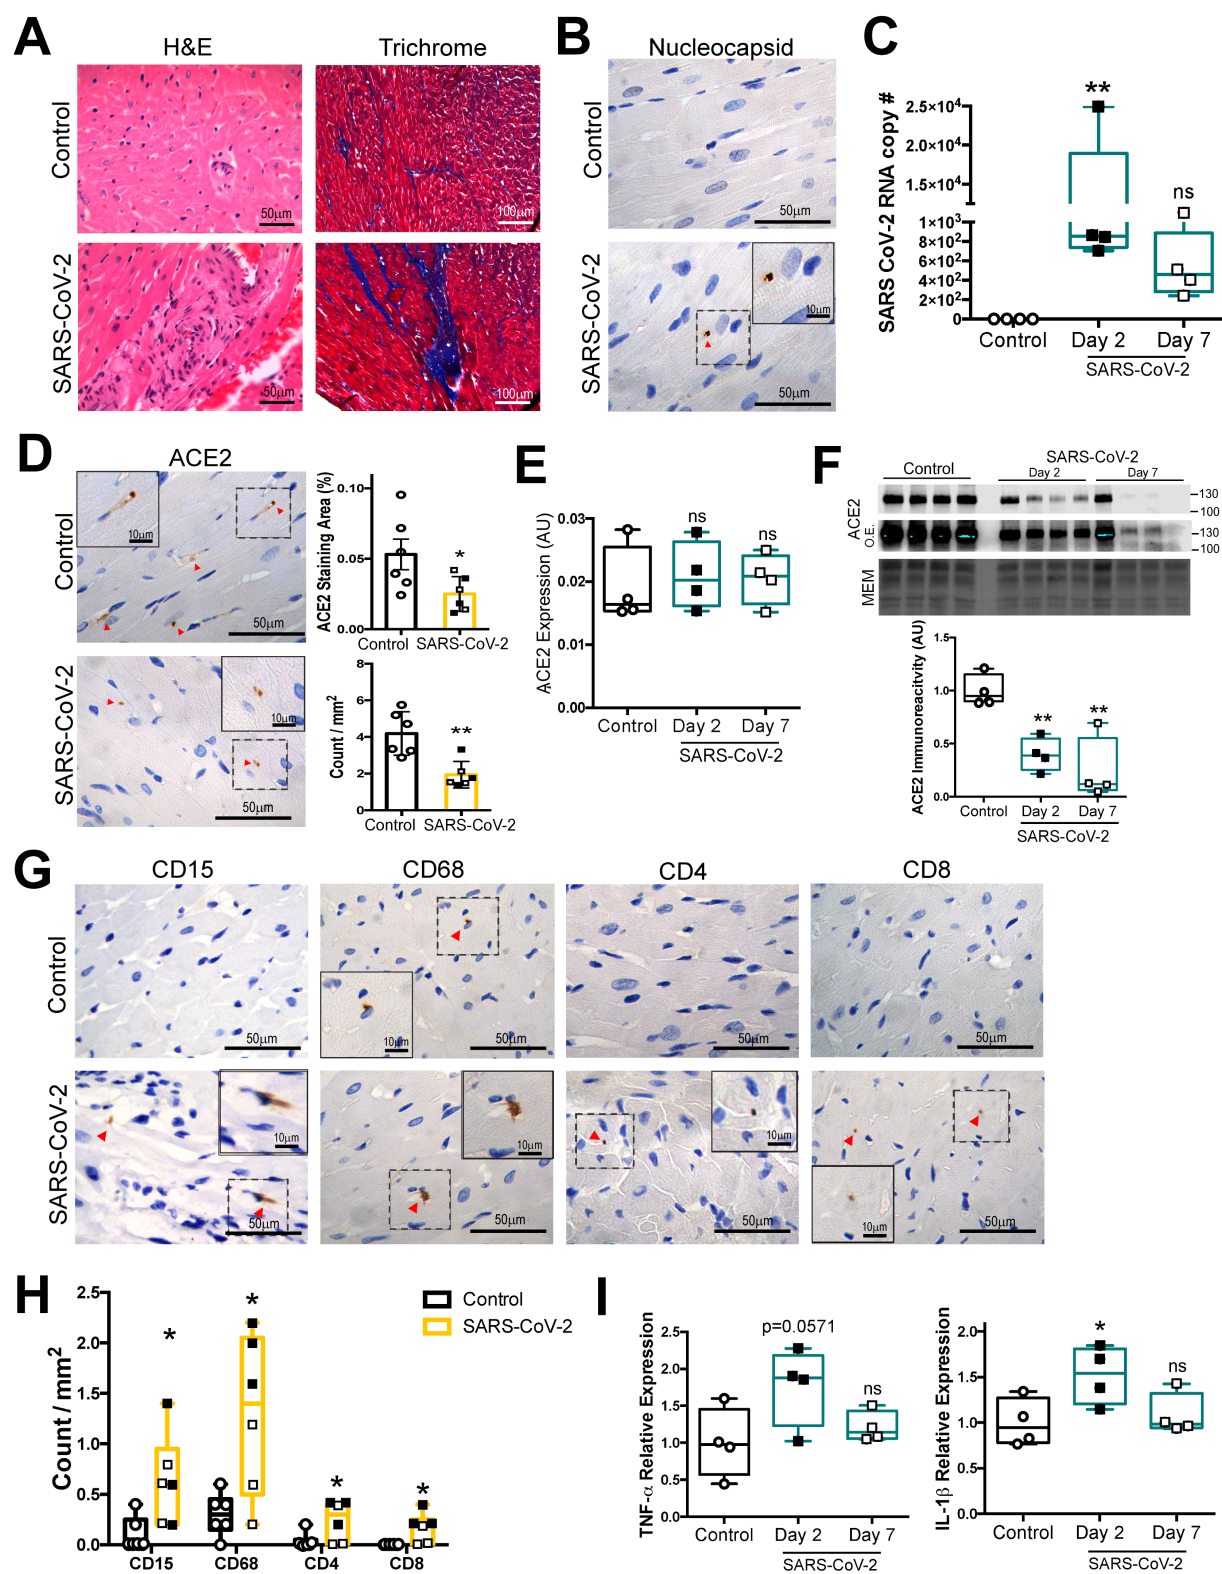 A
H&E
Trichrome
Control
50µm
100µm
SARS-CoV-2
50µm
100µm
B
Nucleocapsid
Control
50µm
SARS-CoV-2
10µm
50µm
C
SARS CoV-2 RNA copy #
2.5×10⁴
2.0×10⁴
1.5×10⁴
1×10³
8×10²
6×10²
4×10²
2×10²
0
**
ns
Control
Day 2
Day 7
SARS-CoV-2
D
ACE2
Control
10µm
50µm
SARS-CoV-2
10µm
50µm
ACE2 Staining Area (%)
0.10
0.05
0.00
*
Control
SARS-CoV-2
Count / mm²
8
6
4
2
0
**
Control
SARS-CoV-2
E
ACE2 Expression (AU)
0.03
0.02
0.01
0.00
ns
ns
Control
Day 2
Day 7
SARS-CoV-2
F
SARS-CoV-2
Control
Day 2
Day 7
ACE2
O.E.
MEM
130
100
130
100
ACE2 Immunoreacitvity (AU)
1.5
1.0
0.5
0.0
**
**
Control
Day 2
Day 7
SARS-CoV-2
G
CD15
CD68
CD4
CD8
Control
50µm
10µm
50µm
50µm
50µm
SARS-CoV-2
10µm
50µm
10µm
50µm
10µm
50µm
10µm
50µm
H
Count / mm²
2.5
2.0
1.5
1.0
0.5
0.0
*
*
*
*
Control
SARS-CoV-2
CD15
CD68
CD4
CD8
I
TNF-α Relative Expression
2.5
2.0
1.5
1.0
0.5
0.0
p=0.0571
ns
Control
Day 2
Day 7
SARS-CoV-2
IL-1β Relative Expression
2.0
1.5
1.0
0.5
0.0
*
ns
Control
Day 2
Day 7
SARS-CoV-2